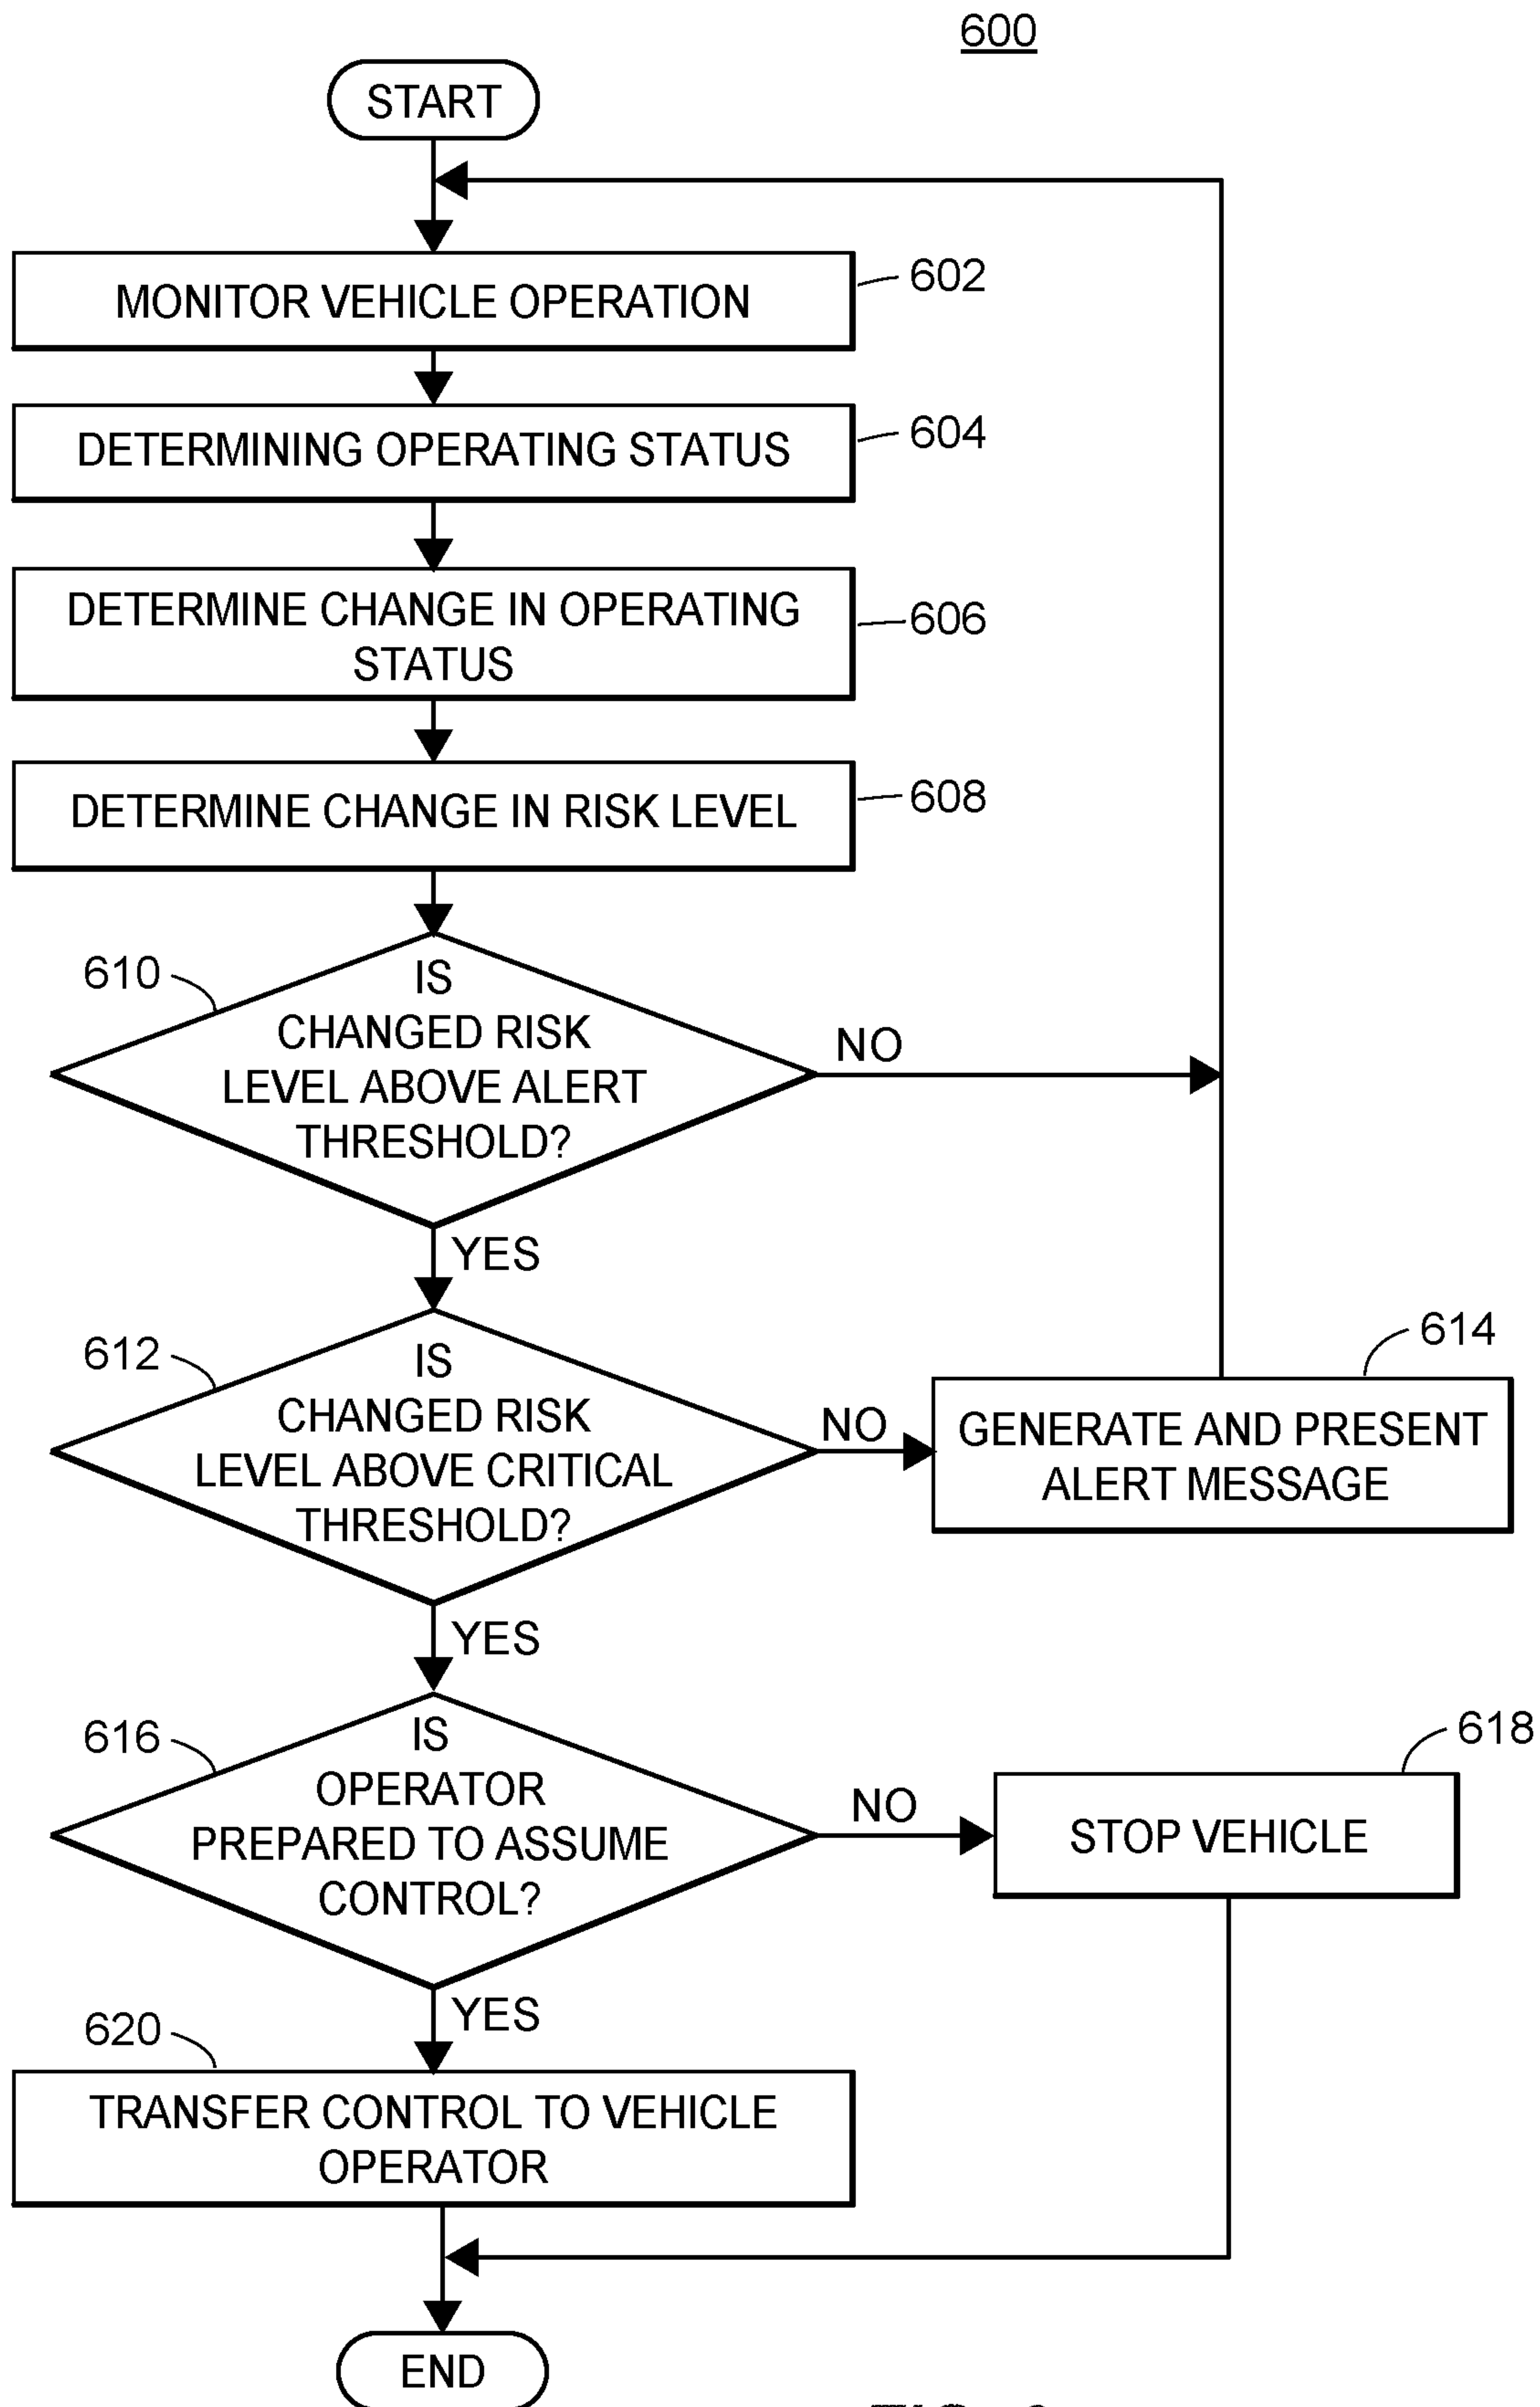 600
START
MONITOR VEHICLE OPERATION
602
DETERMINING OPERATING STATUS
604
DETERMINE CHANGE IN OPERATING
STATUS
606
DETERMINE CHANGE IN RISK LEVEL
608
610
IS
CHANGED RISK
LEVEL ABOVE ALERT
THRESHOLD?
NO
YES
612
IS
CHANGED RISK
LEVEL ABOVE CRITICAL
THRESHOLD?
NO
614
GENERATE AND PRESENT
ALERT MESSAGE
YES
616
IS
OPERATOR
PREPARED TO ASSUME
CONTROL?
NO
618
STOP VEHICLE
YES
620
TRANSFER CONTROL TO VEHICLE
OPERATOR
END